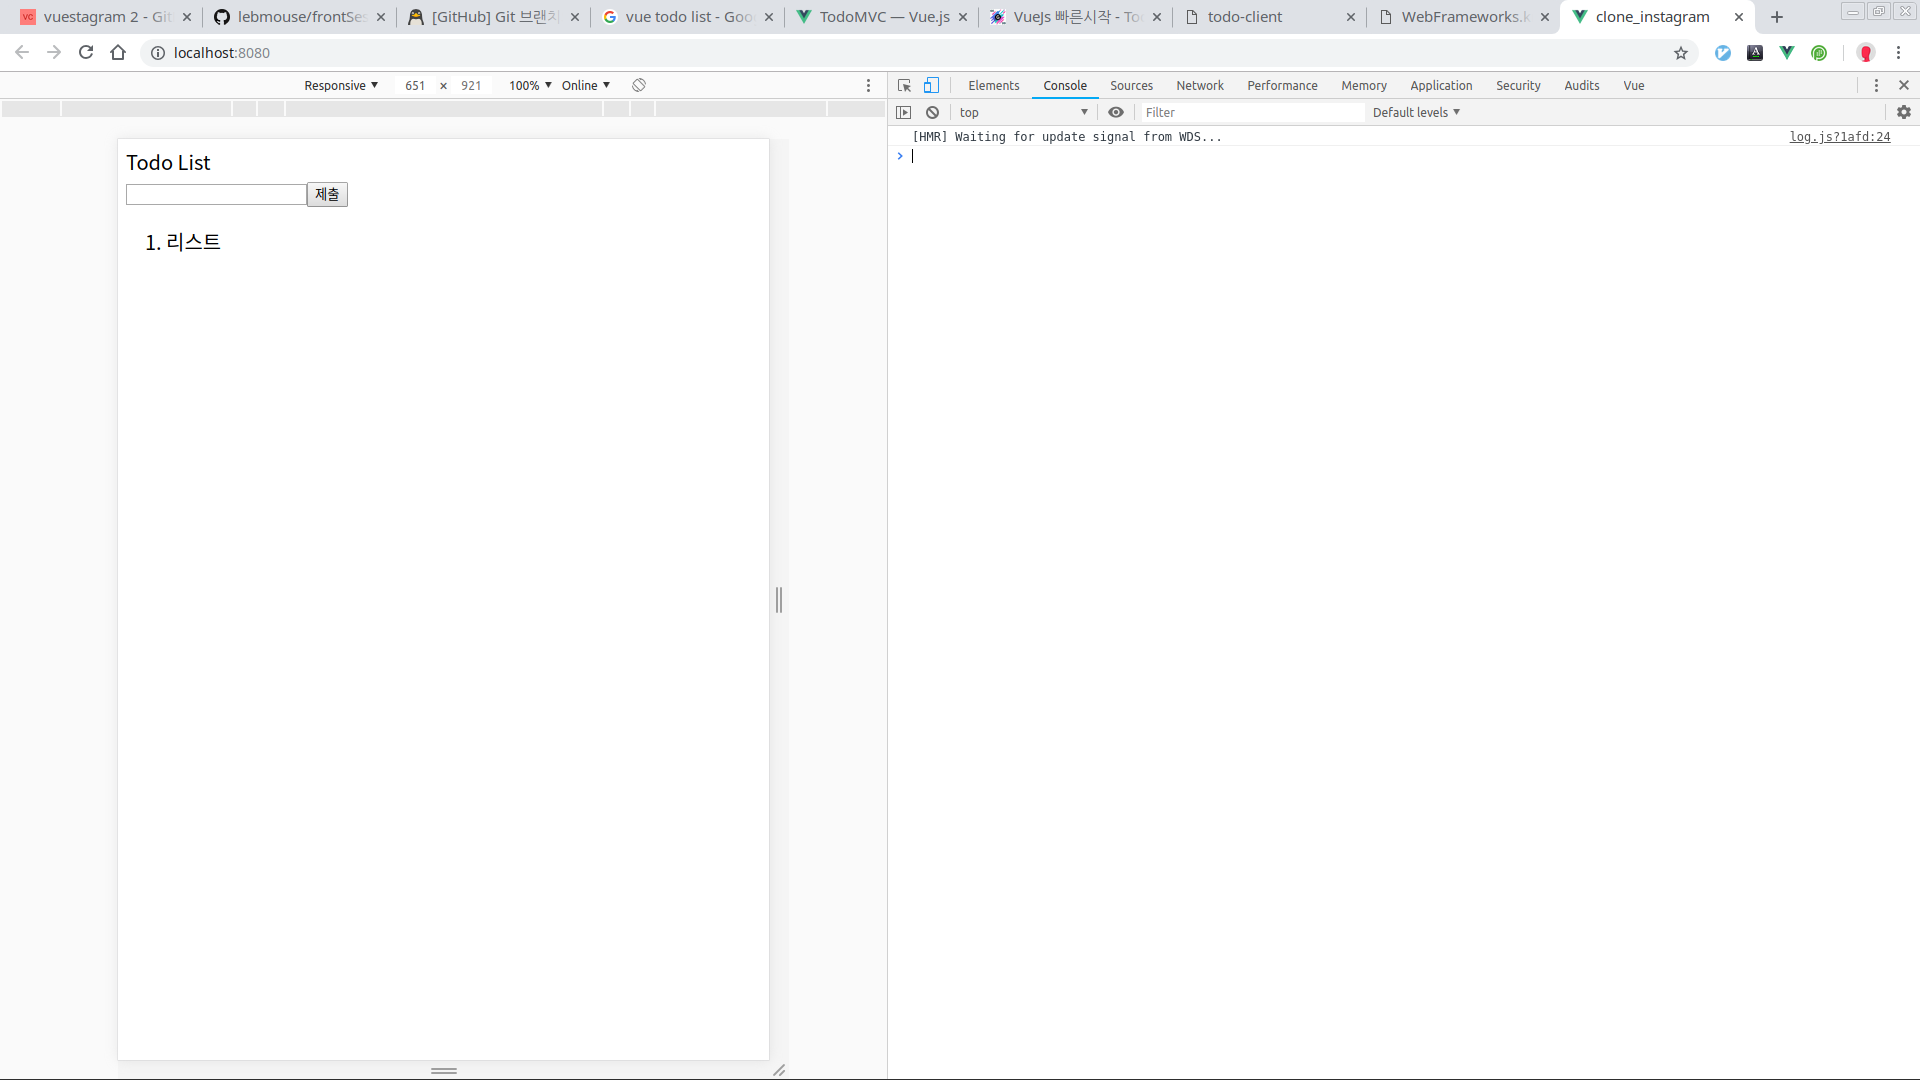 vuestagram 2 - Git
lebmouse/frontSes
[GitHub] Git 브랜치
vue todo list - Goo
TodoMVC — Vue.js
VueJs 빠른시작 - To
todo-client
WebFrameworks.k
clone_instagram
localhost:8080
Responsive 651 × 921 100% Online
Elements Console Sources Network Performance Memory Application Security Audits Vue
top Filter Default levels
[HMR] Waiting for update signal from WDS... log.js?1afd:24
Todo List
제출
1. 리스트